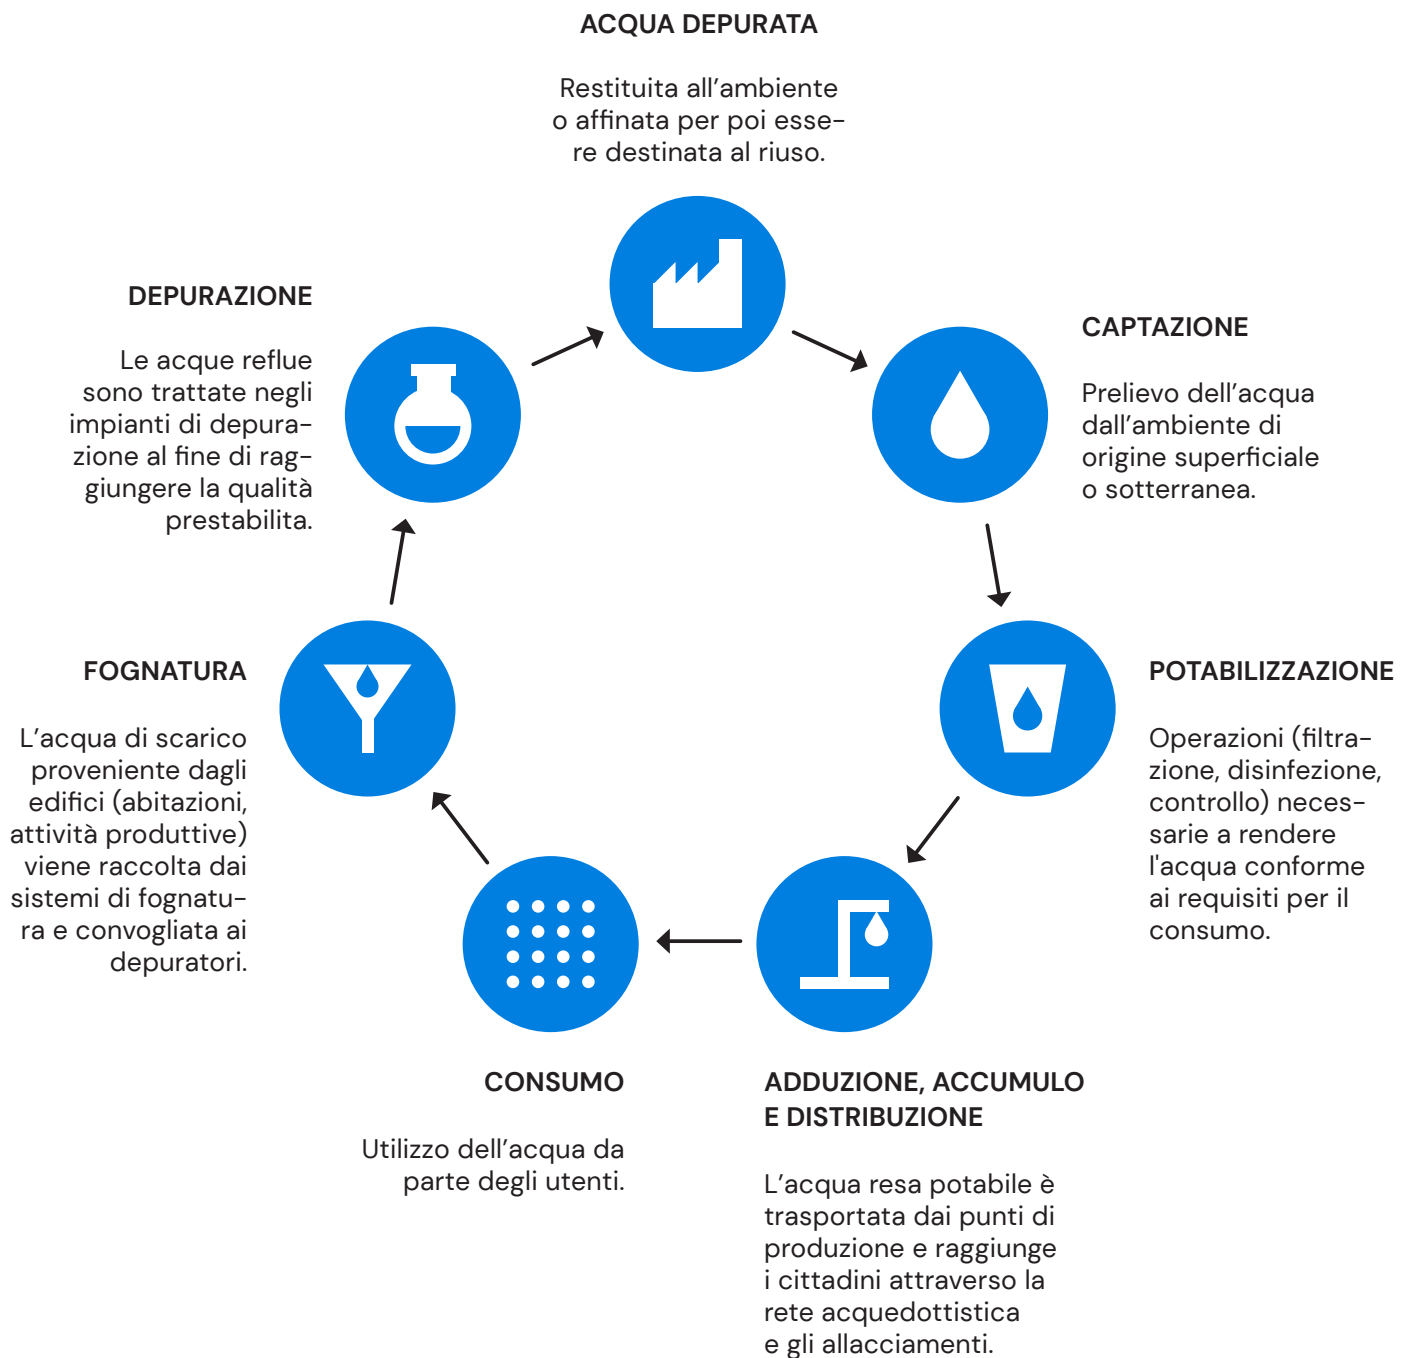 ACQUA DEPURATA
Restituita all’ambiente
o affinata per poi esse-
re destinata al riuso.
CAPTAZIONE
Prelievo dell’acqua
dall’ambiente di
origine superficiale
o sotterranea.
POTABILIZZAZIONE
Operazioni (filtra-
zione, disinfezione,
controllo) neces-
sarie a rendere
l'acqua conforme
ai requisiti per il
consumo.
ADDUZIONE, ACCUMULO
E DISTRIBUZIONE
L’acqua resa potabile è
trasportata dai punti di
produzione e raggiunge
i cittadini attraverso la
rete acquedottistica
e gli allacciamenti.
CONSUMO
Utilizzo dell’acqua da
parte degli utenti.
FOGNATURA
L’acqua di scarico
proveniente dagli
edifici (abitazioni,
attività produttive)
viene raccolta dai
sistemi di fognatu-
ra e convogliata ai
depuratori.
DEPURAZIONE
Le acque reflue
sono trattate negli
impianti di depura-
zione al fine di rag-
giungere la qualità
prestabilita.